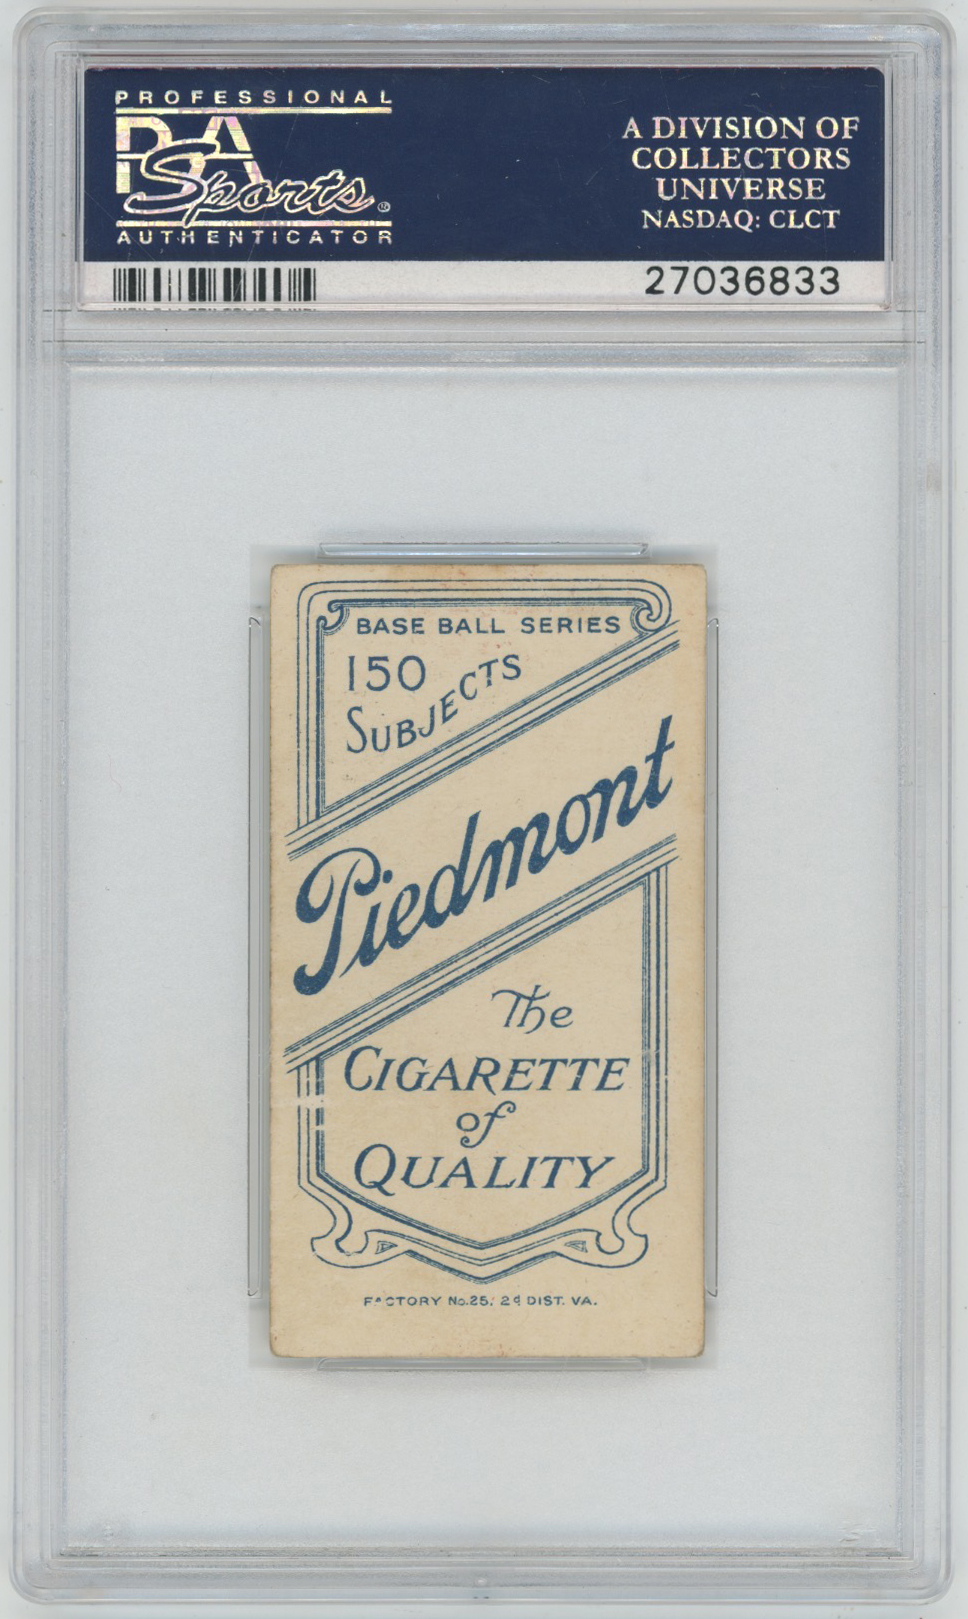 PROFESSIONAL
PSA
Sports®
AUTHENTICATOR
A DIVISION OF
COLLECTORS
UNIVERSE
NASDAQ: CLCT
27036833
BASE BALL SERIES
150
SUBJECTS
Piedmont
The
CIGARETTE
of
QUALITY
FACTORY No. 25, 2d DIST. VA.